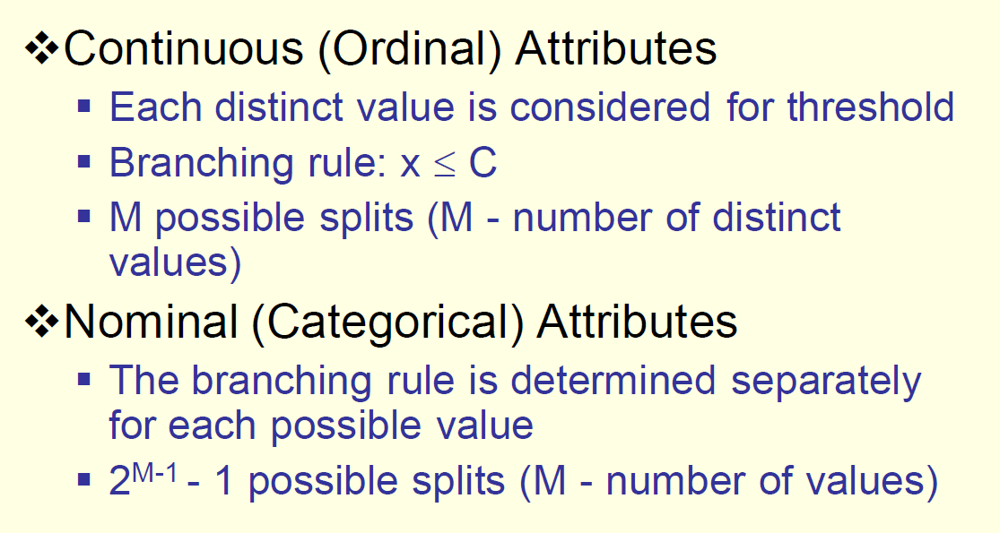 ❖Continuous (Ordinal) Attributes
▪ Each distinct value is considered for threshold
▪ Branching rule: x ≤ C
▪ M possible splits (M - number of distinct
values)
❖Nominal (Categorical) Attributes
▪ The branching rule is determined separately
for each possible value
▪ 2^{M-1} - 1 possible splits (M - number of values)